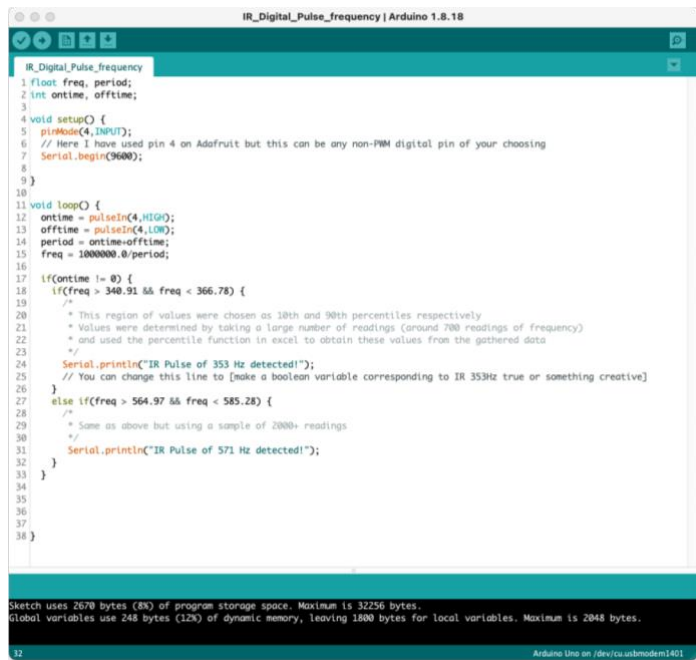 IR_Digital_Pulse_frequency | Arduino 1.8.18
IR_Digital_Pulse_frequency
1 float freq, period;
2 int ontime, offtime;
3
4 void setup() {
5 pinMode(4,INPUT);
6 // Here I have used pin 4 on Adafruit but this can be any non-PWM digital pin of your choosing
7 Serial.begin(9600);
8
9 }
10
11 void loop() {
12 ontime = pulseIn(4,HIGH);
13 offtime = pulseIn(4,LOW);
14 period = ontime+offtime;
15 freq = 1000000.0/period;
16
17 if(ontime != 0) {
18 if(freq > 340.91 && freq < 366.78) {
19 /*
20 * This region of values were chosen as 10th and 90th percentiles respectively
21 * Values were determined by taking a large number of readings (around 700 readings of frequency)
22 * and used the percentile function in excel to obtain these values from the gathered data
23 */
24 Serial.println("IR Pulse of 353 Hz detected!");
25 // You can change this line to [make a boolean variable corresponding to IR 353Hz true or something creative]
26 }
27 else if(freq > 564.97 && freq < 585.28) {
28 /*
29 * Same as above but using a sample of 2000+ readings
30 */
31 Serial.println("IR Pulse of 571 Hz detected!");
32 }
33 }
34
35
36
37
38 }
Sketch uses 2670 bytes (8%) of program storage space. Maximum is 32256 bytes.
Global variables use 248 bytes (12%) of dynamic memory, leaving 1800 bytes for local variables. Maximum is 2048 bytes.
32 Arduino Uno on /dev/cu.usbmodem1401